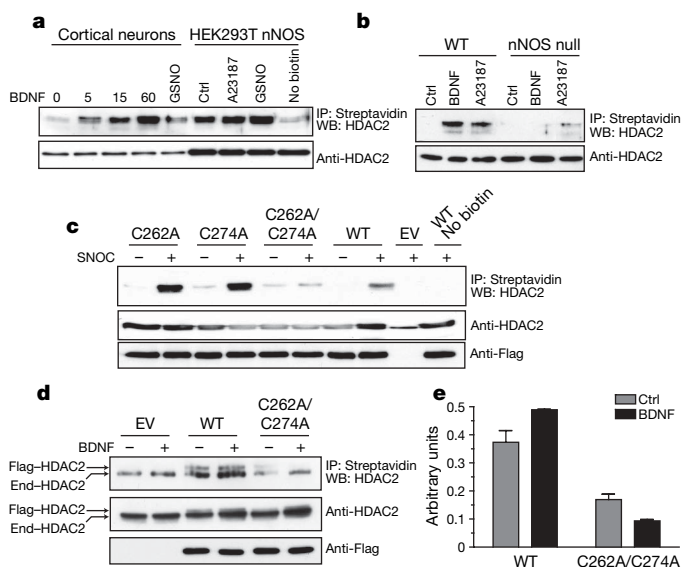 a
Cortical neurons HEK293T nNOS
BDNF 0 5 15 60 GSNO Ctrl A23187 GSNO No biotin
IP: Streptavidin
WB: HDAC2
Anti-HDAC2
b
WT nNOS null
Ctrl BDNF A23187 Ctrl BDNF A23187
IP: Streptavidin
WB: HDAC2
Anti-HDAC2
c
C262A C274A C262A/C274A WT EV WT No biotin
SNOC − + − + − + − + + +
IP: Streptavidin
WB: HDAC2
Anti-HDAC2
Anti-Flag
d
EV WT C262A/C274A
BDNF − + − + − +
Flag–HDAC2
End–HDAC2
IP: Streptavidin
WB: HDAC2
Flag–HDAC2
End–HDAC2
Anti-HDAC2
Anti-Flag
e
Ctrl
BDNF
Arbitrary units
0.5
0.4
0.3
0.2
0.1
0
WT C262A/C274A